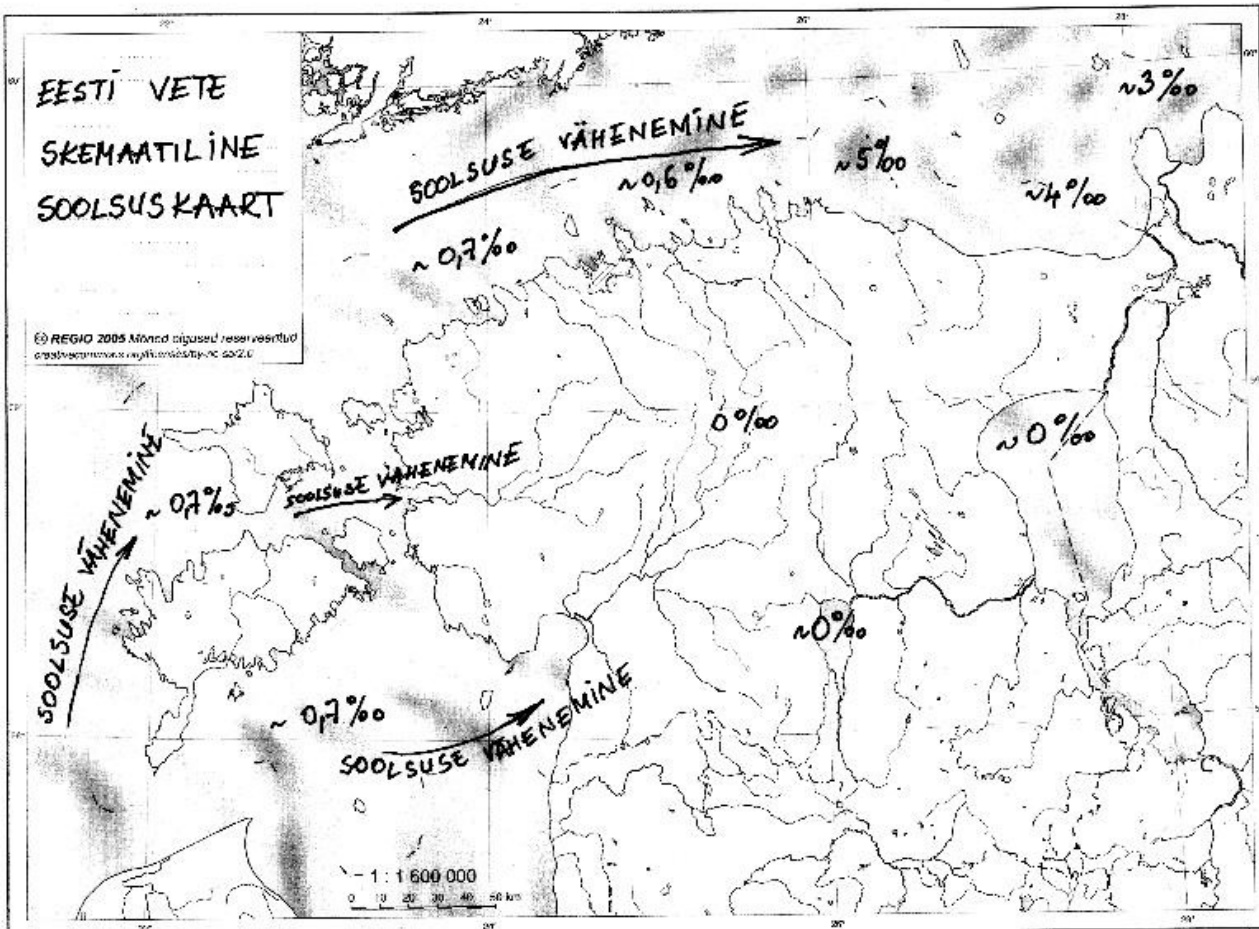 EESTI VETE
SKEMAATILINE
SOOLSUSKAART
© REGIO 2005 Mõned õigused reserveeritud
SOOLSUSE VÄHENEMINE
~3‰
~5‰
~0,6‰
~4‰
~0,7‰
0‰
~0‰
SOOLSUSE VÄHENEMINE
SOOLSUSE VÄHENEMINE
~0,7‰
~0‰
~0,7‰
SOOLSUSE VÄHENEMINE
1 : 1 600 000
0 10 20 30 40 50 km